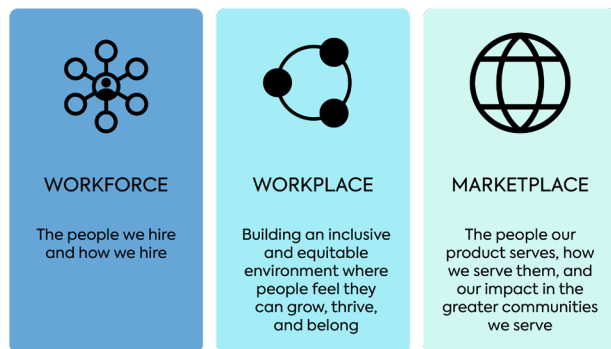 WORKFORCE
The people we hire
and how we hire
WORKPLACE
Building an inclusive
and equitable
environment where
people feel they
can grow, thrive,
and belong
MARKETPLACE
The people our
product serves, how
we serve them, and
our impact in the
greater communities
we serve